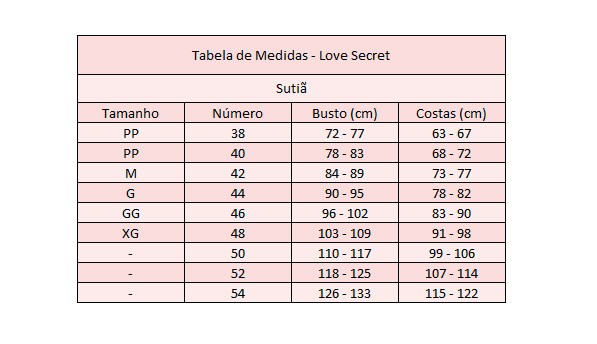 Tabela de Medidas - Love Secret
Sutiã
Tamanho Número Busto (cm) Costas (cm)
PP 38 72 - 77 63 - 67
PP 40 78 - 83 68 - 72
M 42 84 - 89 73 - 77
G 44 90 - 95 78 - 82
GG 46 96 - 102 83 - 90
XG 48 103 - 109 91 - 98
- 50 110 - 117 99 - 106
- 52 118 - 125 107 - 114
- 54 126 - 133 115 - 122